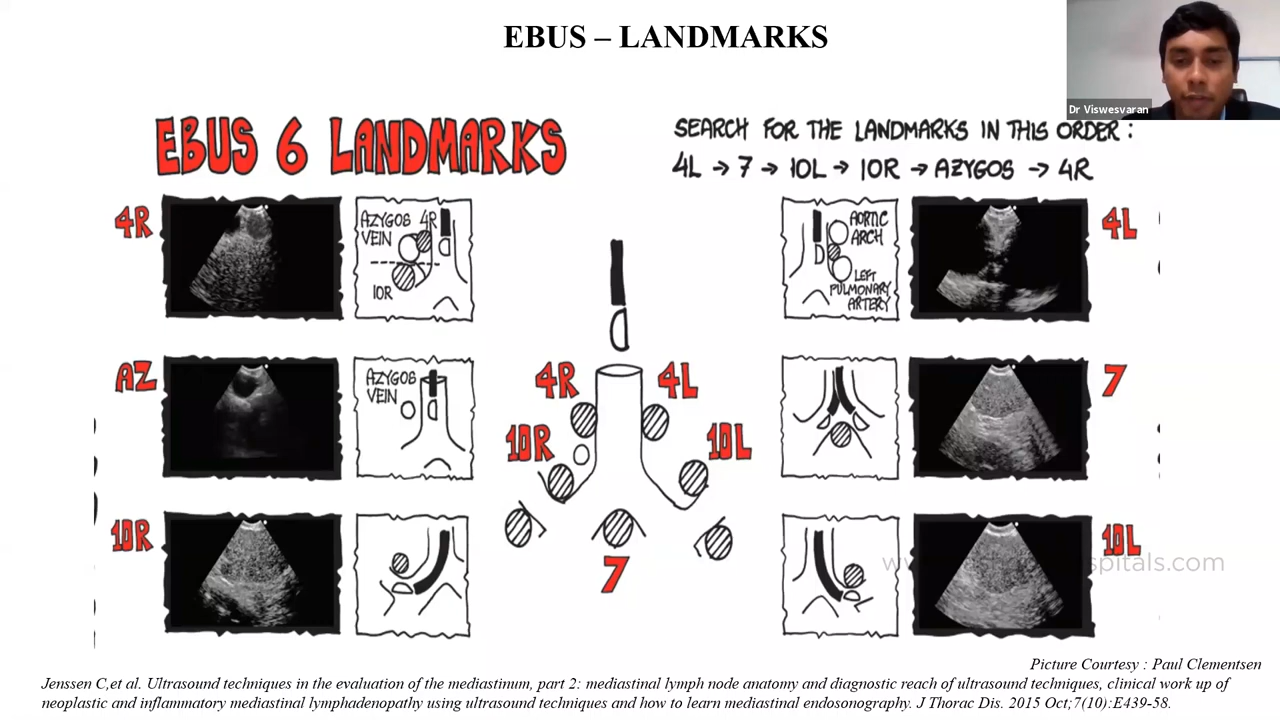 EBUS – LANDMARKS
Dr Viswesvaran
EBUS 6 LANDMARKS
SEARCH FOR THE LANDMARKS IN THIS ORDER:
4L → 7 → 10L → 10R → AZYGOS → 4R
4R
AZYGOS 4R
VEIN
10R
AORTIC
ARCH
LEFT
PULMONARY
ARTERY
4L
AZ
AZYGOS
VEIN
4R
4L
10R
10L
7
7
10R
10L
Picture Courtesy : Paul Clementsen
Jenssen C,et al. Ultrasound techniques in the evaluation of the mediastinum, part 2: mediastinal lymph node anatomy and diagnostic reach of ultrasound techniques, clinical work up of
neoplastic and inflammatory mediastinal lymphadenopathy using ultrasound techniques and how to learn mediastinal endosonography. J Thorac Dis. 2015 Oct;7(10):E439-58.